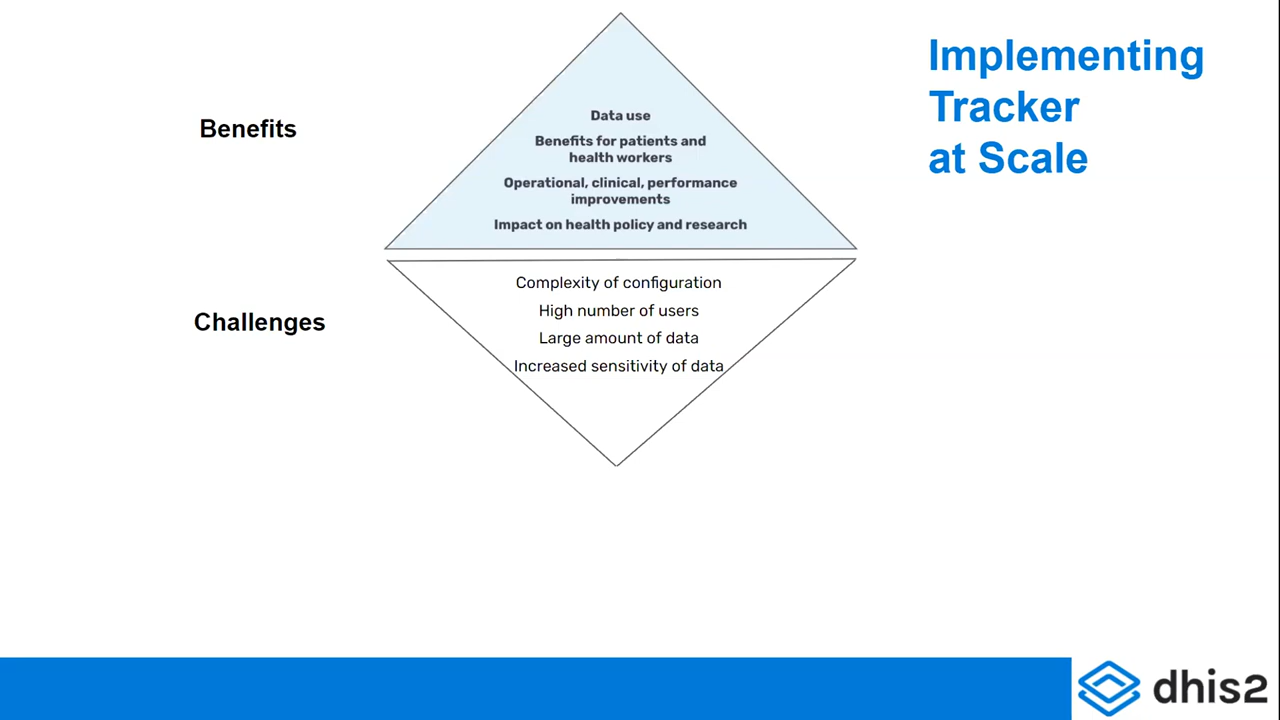 Implementing
Tracker
at Scale
Benefits
Data use
Benefits for patients and
health workers
Operational, clinical, performance
improvements
Impact on health policy and research
Challenges
Complexity of configuration
High number of users
Large amount of data
Increased sensitivity of data
dhis2